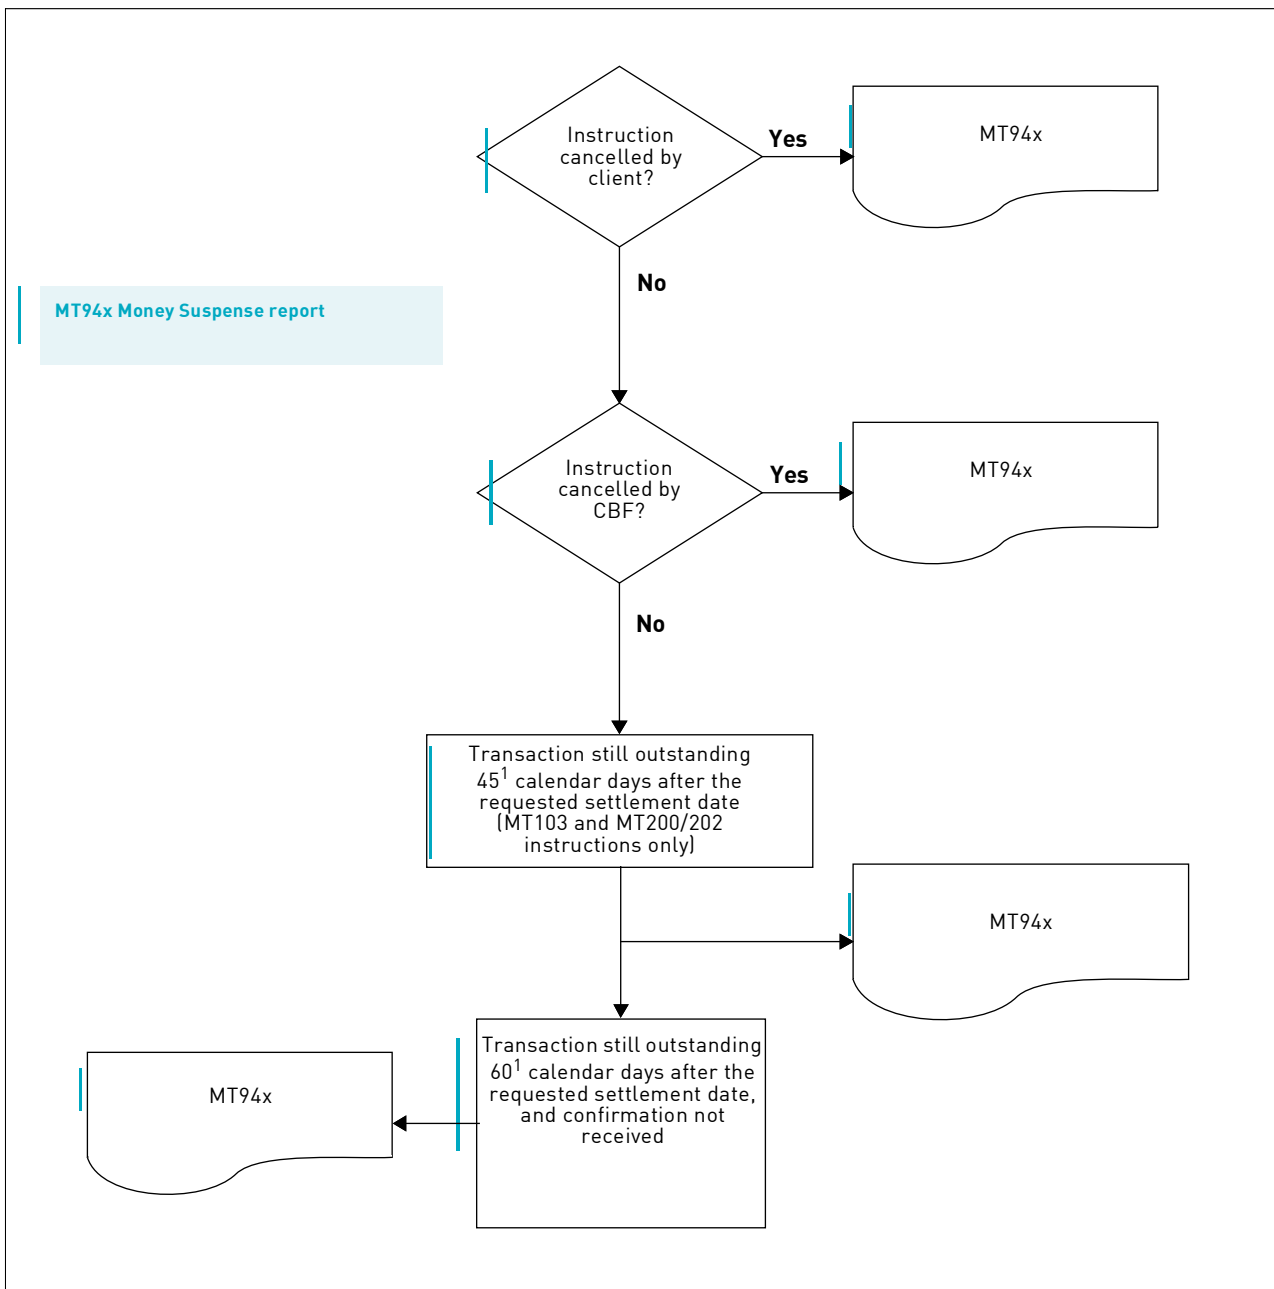 Instruction
cancelled by
client?
Yes
MT94x
No
MT94x Money Suspense report
Instruction
cancelled by
CBF?
Yes
MT94x
No
Transaction still outstanding
45¹ calendar days after the
requested settlement date
(MT103 and MT200/202
instructions only)
MT94x
Transaction still outstanding
60¹ calendar days after the
requested settlement date,
and confirmation not
received
MT94x